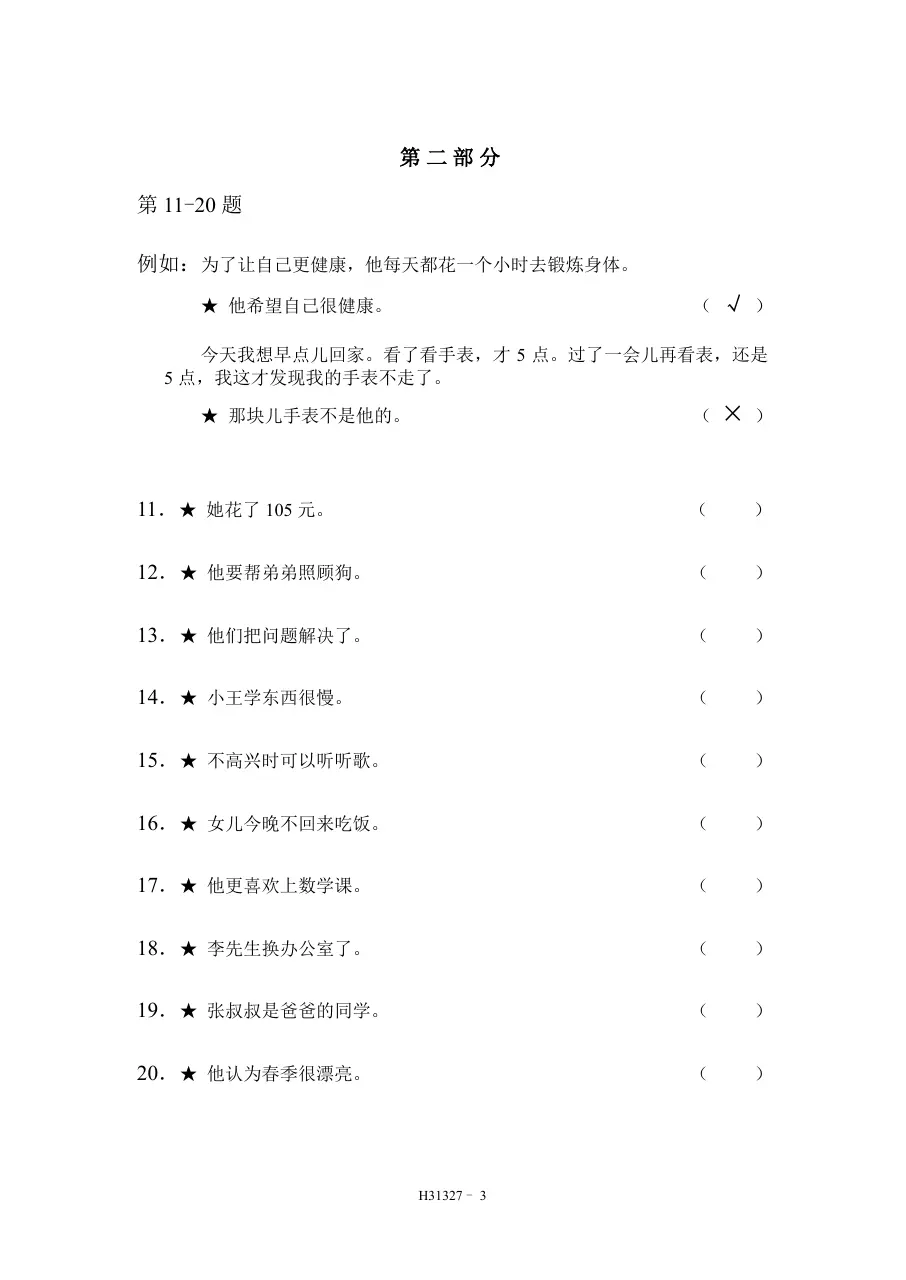 第二部分
第 11-20 题
例如：为了让自己更健康，他每天都花一个小时去锻炼身体。
★ 他希望自己很健康。 （ √ ）
今天我想早点儿回家。看了看手表，才 5 点。过了一会儿再看表，还是
5 点，我这才发现我的手表不走了。
★ 那块儿手表不是他的。 （ × ）
11．★ 她花了 105 元。 （ ）
12．★ 他要帮弟弟照顾狗。 （ ）
13．★ 他们把问题解决了。 （ ）
14．★ 小王学东西很慢。 （ ）
15．★ 不高兴时可以听听歌。 （ ）
16．★ 女儿今晚不回来吃饭。 （ ）
17．★ 他更喜欢上数学课。 （ ）
18．★ 李先生换办公室了。 （ ）
19．★ 张叔叔是爸爸的同学。 （ ）
20．★ 他认为春季很漂亮。 （ ）
H31327 - 3